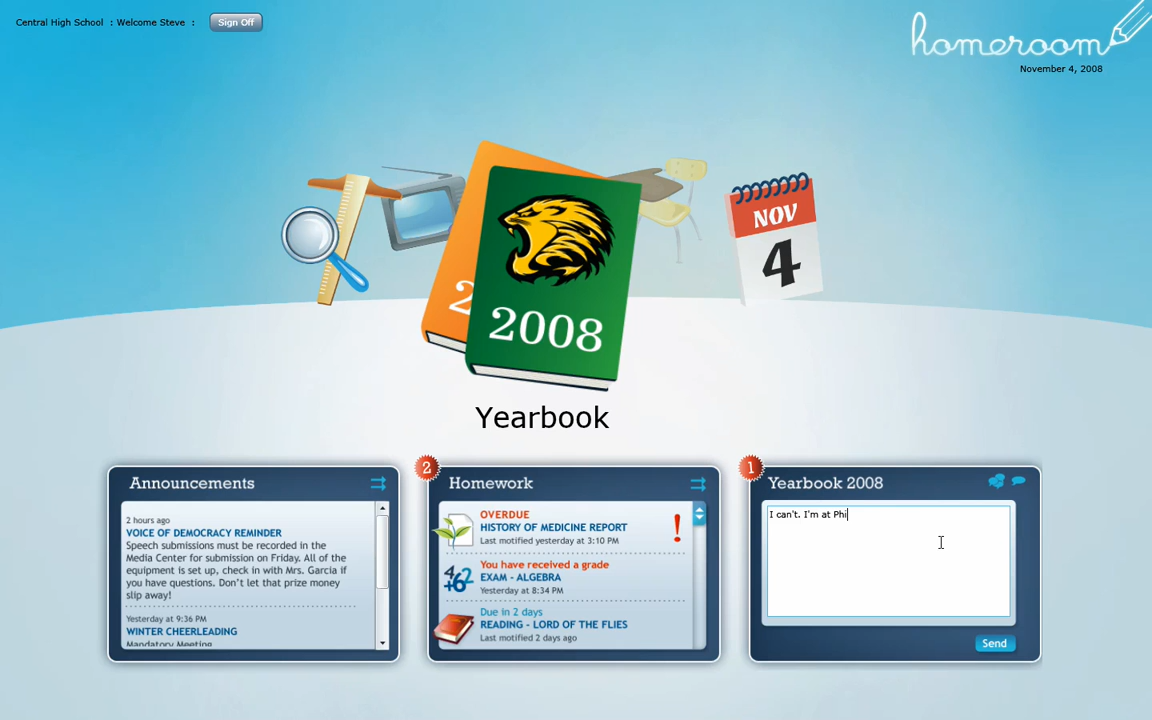 Central High School : Welcome Steve :
Sign Off
homeroom
November 4, 2008
2
2008
NOV
4
Yearbook
Announcements
2 hours ago
VOICE OF DEMOCRACY REMINDER
Speech submissions must be recorded in the
Media Center for submission on Friday. All of the
equipment is set up, check in with Mrs. Garcia if
you have questions. Don't let that prize money
slip away!
Yesterday at 9:36 PM
WINTER CHEERLEADING
Mandatory Meeting
2
Homework
OVERDUE
HISTORY OF MEDICINE REPORT
Last motified yesterday at 3:10 PM
!
4+62
You have received a grade
EXAM - ALGEBRA
Yesterday at 8:34 PM
Due in 2 days
READING - LORD OF THE FLIES
Last motified 2 days ago
1
Yearbook 2008
I can't. I'm at Phi
Send